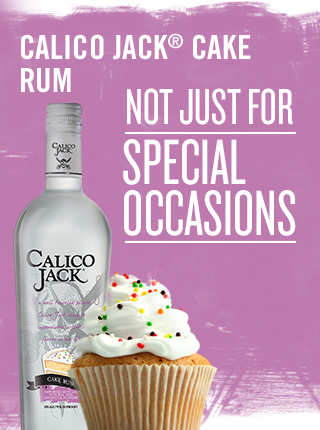 CALICO JACK® CAKE
RUM
NOT JUST FOR
SPECIAL
OCCASIONS
CALICO
JACK
CALICO
JACK
CAKE RUM